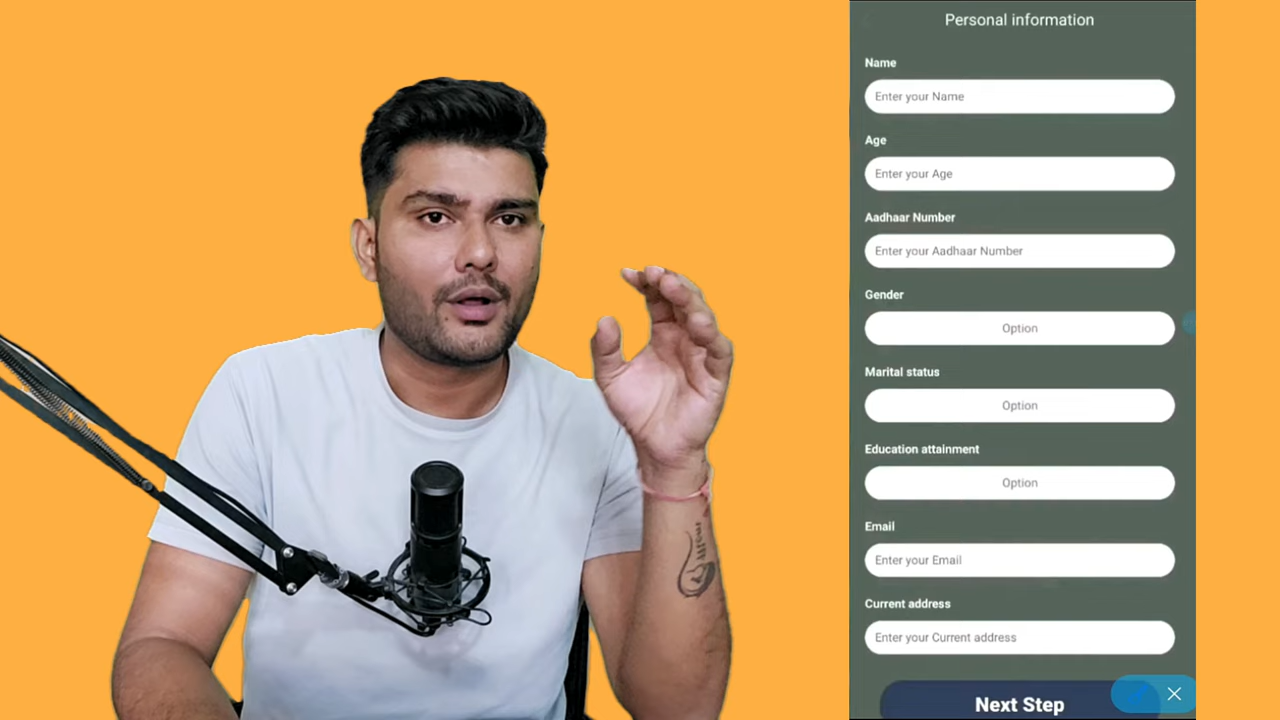 Personal information
Name
Enter your Name
Age
Enter your Age
Aadhaar Number
Enter your Aadhaar Number
Gender
Option
Marital status
Option
Education attainment
Option
Email
Enter your Email
Current address
Enter your Current address
Next Step